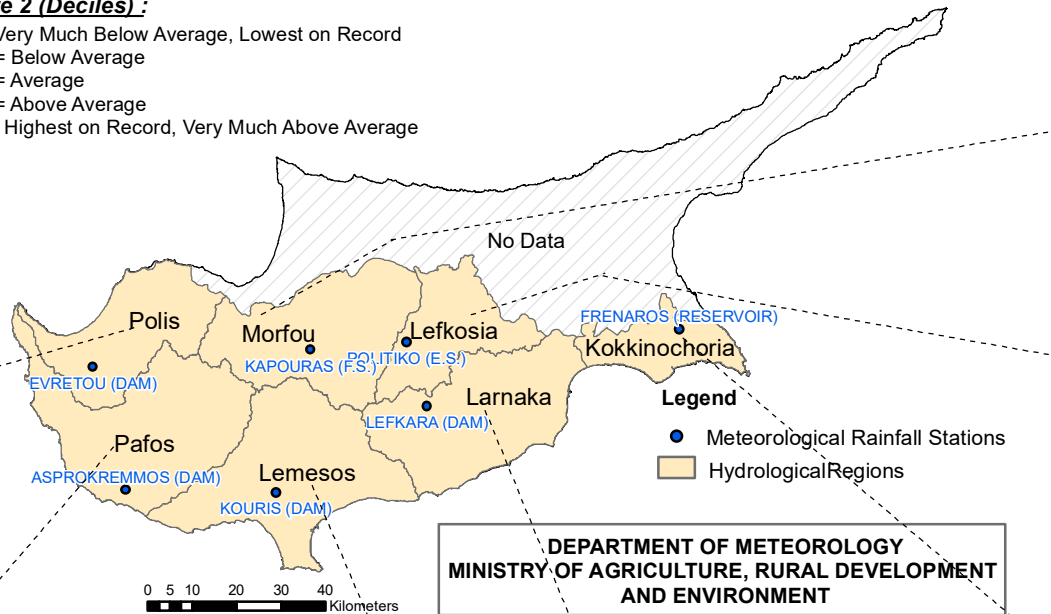 (Deciles) :
Very Much Below Average, Lowest on Record
= Below Average
= Average
= Above Average
Highest on Record, Very Much Above Average
No Data
Polis
Morfou
Lefkosia
FRENAROS (RESERVOIR)
Kokkinochoria
KAPOURAS (F.S.)
POLITIKO (E.S.)
EVRETOU (DAM)
Larnaka
LEFKARA (DAM)
Pafos
ASPROKREMMOS (DAM)
Lemesos
KOURIS (DAM)
Legend
Meteorological Rainfall Stations
Hydrological Regions
DEPARTMENT OF METEOROLOGY
MINISTRY OF AGRICULTURE, RURAL DEVELOPMENT
AND ENVIRONMENT
0 5 10 20 30 40
Kilometers